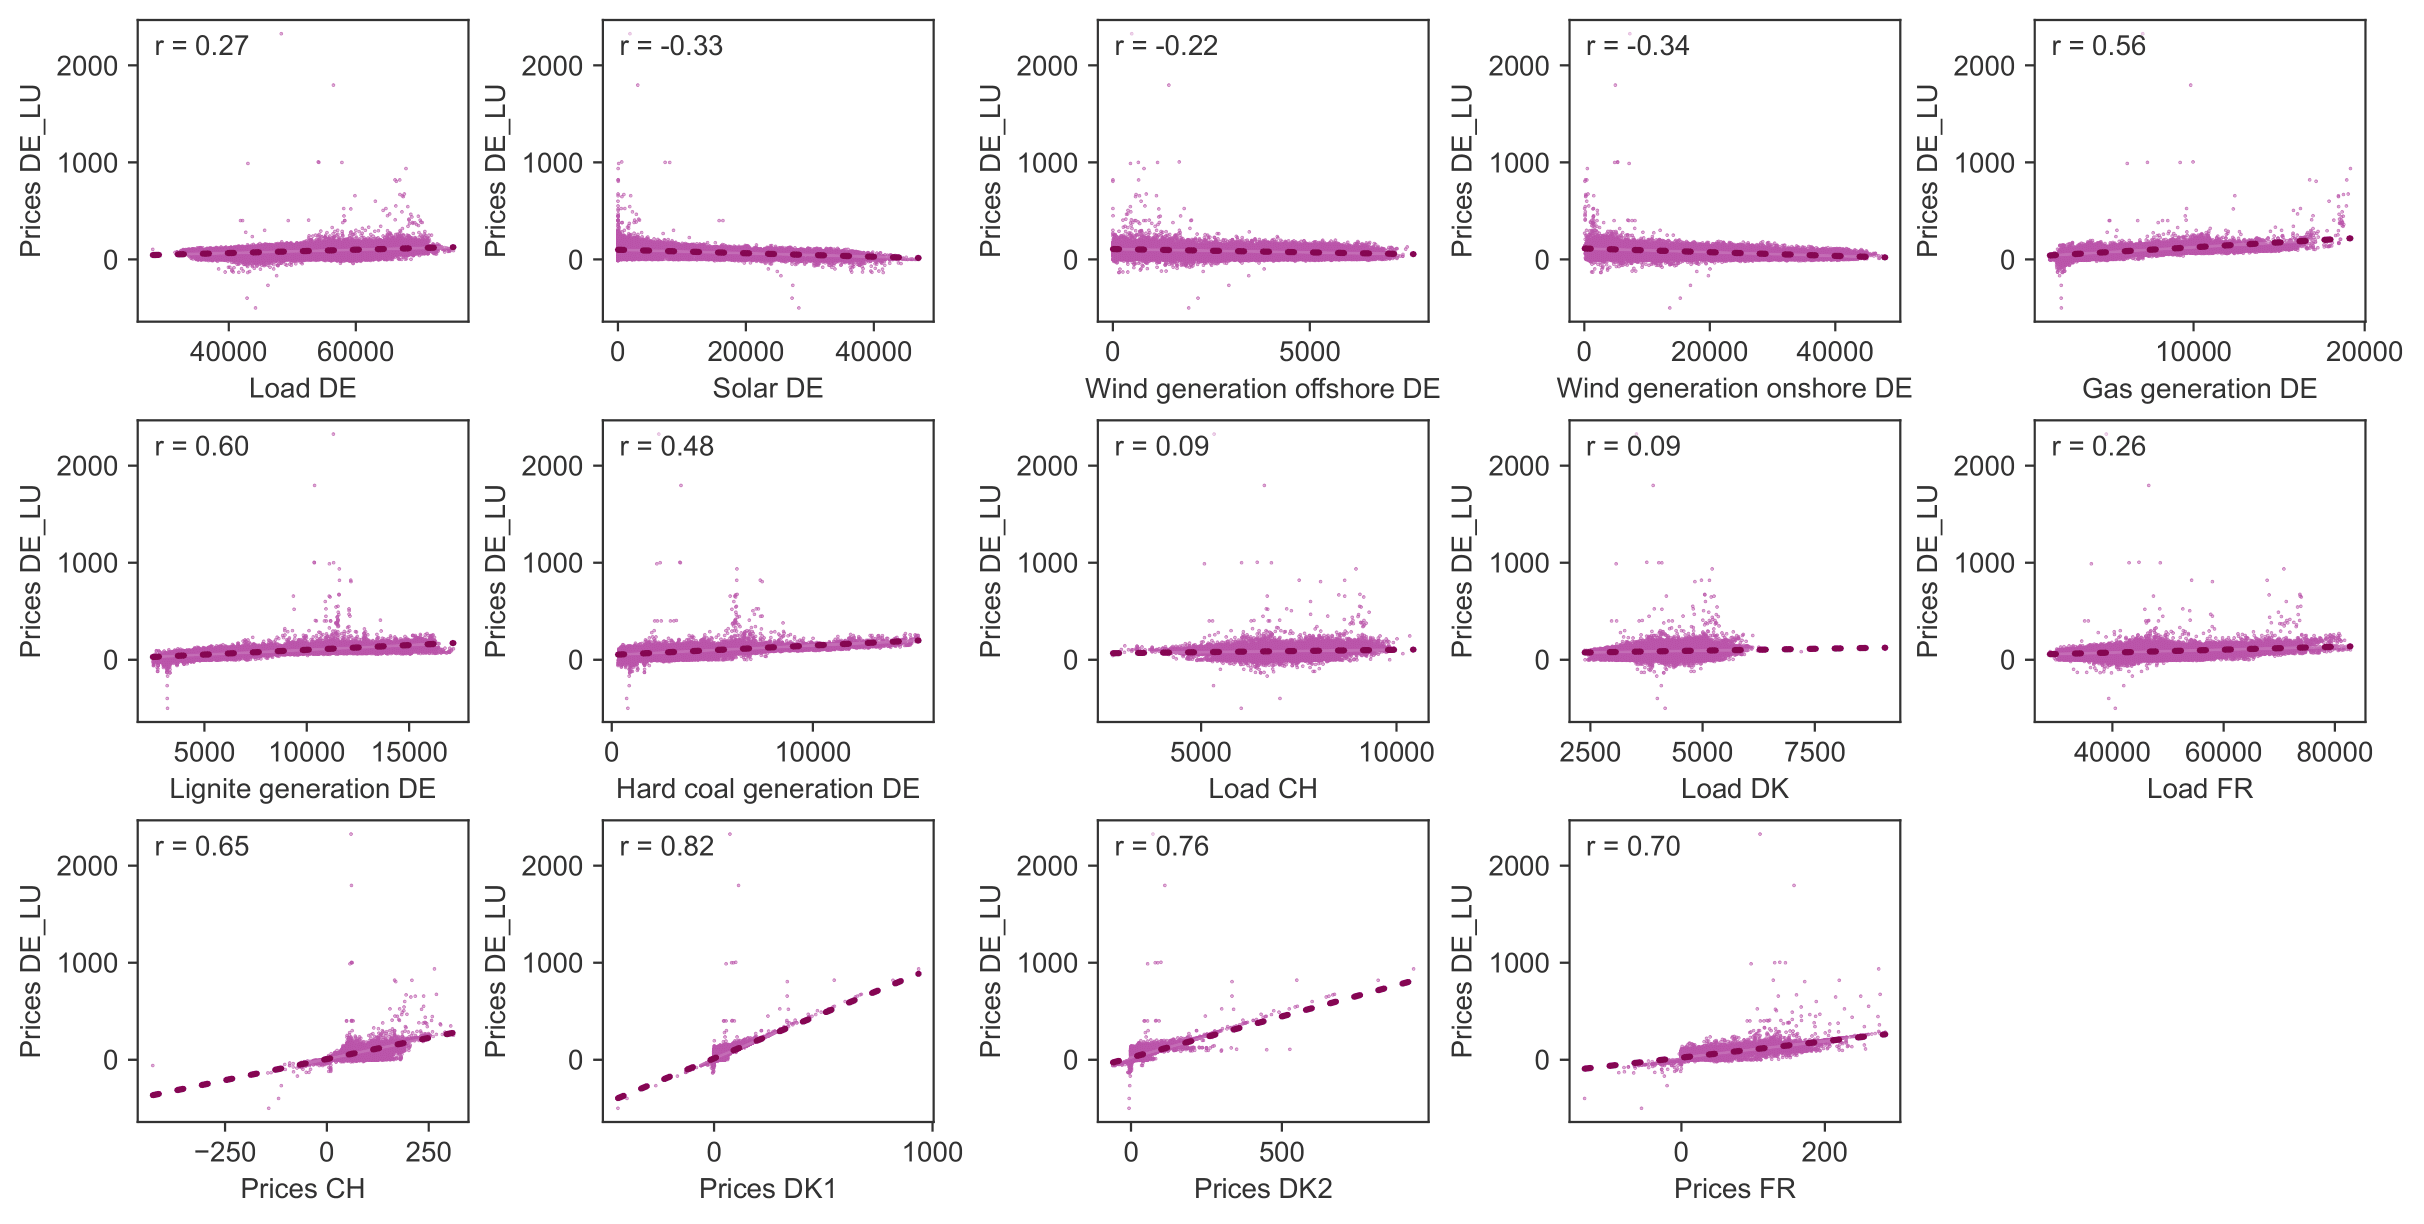 r = 0.27
2000
1000
0
Prices DE_LU
40000 60000
Load DE
r = -0.33
2000
1000
0
Prices DE_LU
0 20000 40000
Solar DE
r = -0.22
2000
1000
0
Prices DE_LU
0 5000
Wind generation offshore DE
r = -0.34
2000
1000
0
Prices DE_LU
0 20000 40000
Wind generation onshore DE
r = 0.56
2000
1000
0
Prices DE_LU
10000 20000
Gas generation DE
r = 0.60
2000
1000
0
Prices DE_LU
5000 10000 15000
Lignite generation DE
r = 0.48
2000
1000
0
Prices DE_LU
0 10000
Hard coal generation DE
r = 0.09
2000
1000
0
Prices DE_LU
5000 10000
Load CH
r = 0.09
2000
1000
0
Prices DE_LU
2500 5000 7500
Load DK
r = 0.26
2000
1000
0
Prices DE_LU
40000 60000 80000
Load FR
r = 0.65
2000
1000
0
Prices DE_LU
−250 0 250
Prices CH
r = 0.82
2000
1000
0
Prices DE_LU
0 1000
Prices DK1
r = 0.76
2000
1000
0
Prices DE_LU
0 500
Prices DK2
r = 0.70
2000
1000
0
Prices DE_LU
0 200
Prices FR